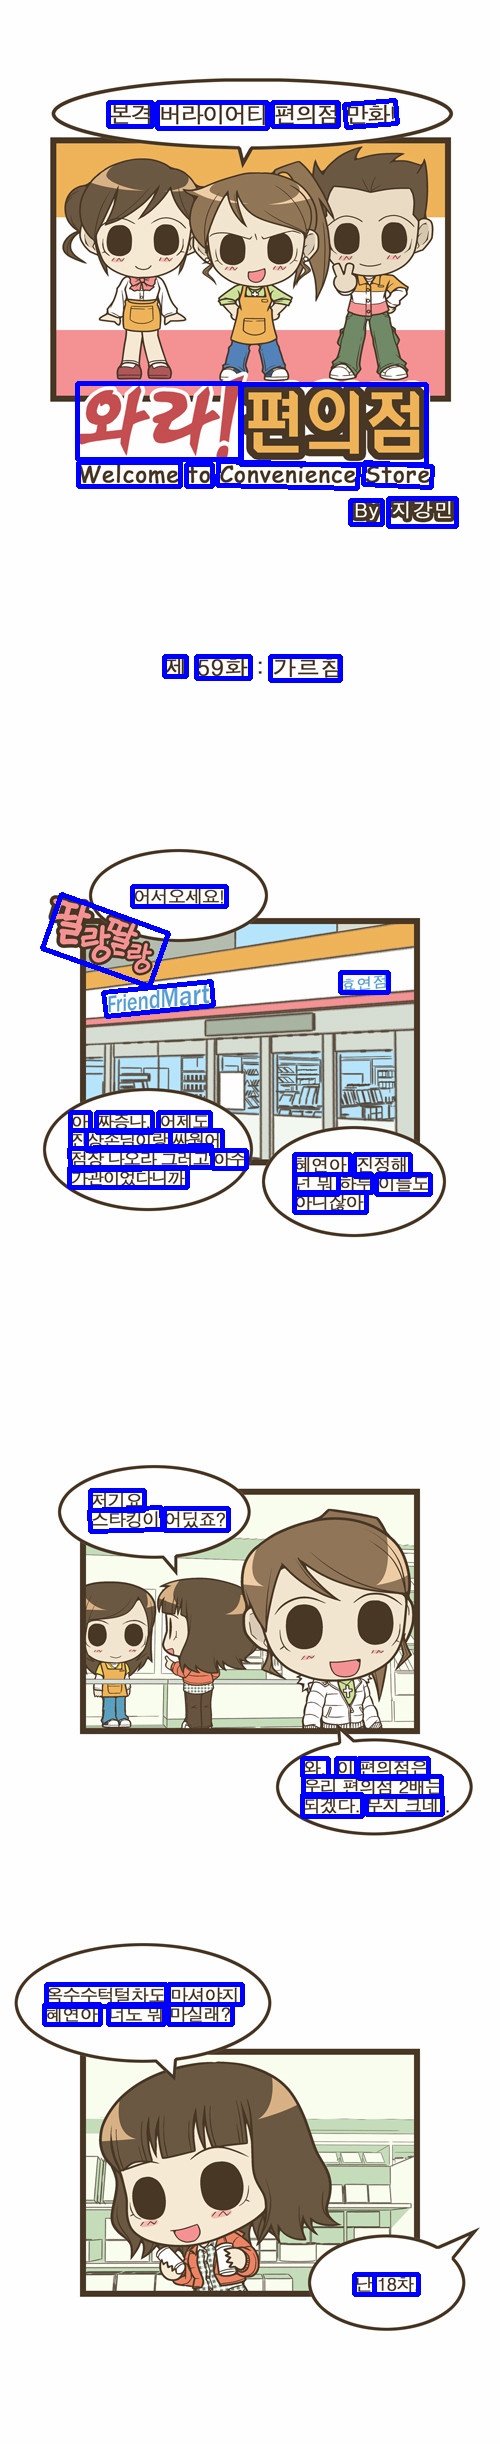 본격 버라이어티 편의점 만화!
와라! 편의점
Welcome to Convenience Store
By 지강민
제 59화 : 가르침
어서오세요!
딸랑딸랑
FriendMart
효연점
아 짜증나, 어제도
진상손님이랑 싸웠어
점장 나오라 그러고 아주
가관이었다니까
혜연아 진정해
넌 뭐 하루 이틀도
아니잖아
저기요
스타킹이 어딨죠?
와, 이 편의점은
우리 편의점 2배는
되겠다. 무지 크네.
옥수수턱털차도 마셔야지
혜연아 너도 뭐 마실래?
난 18차